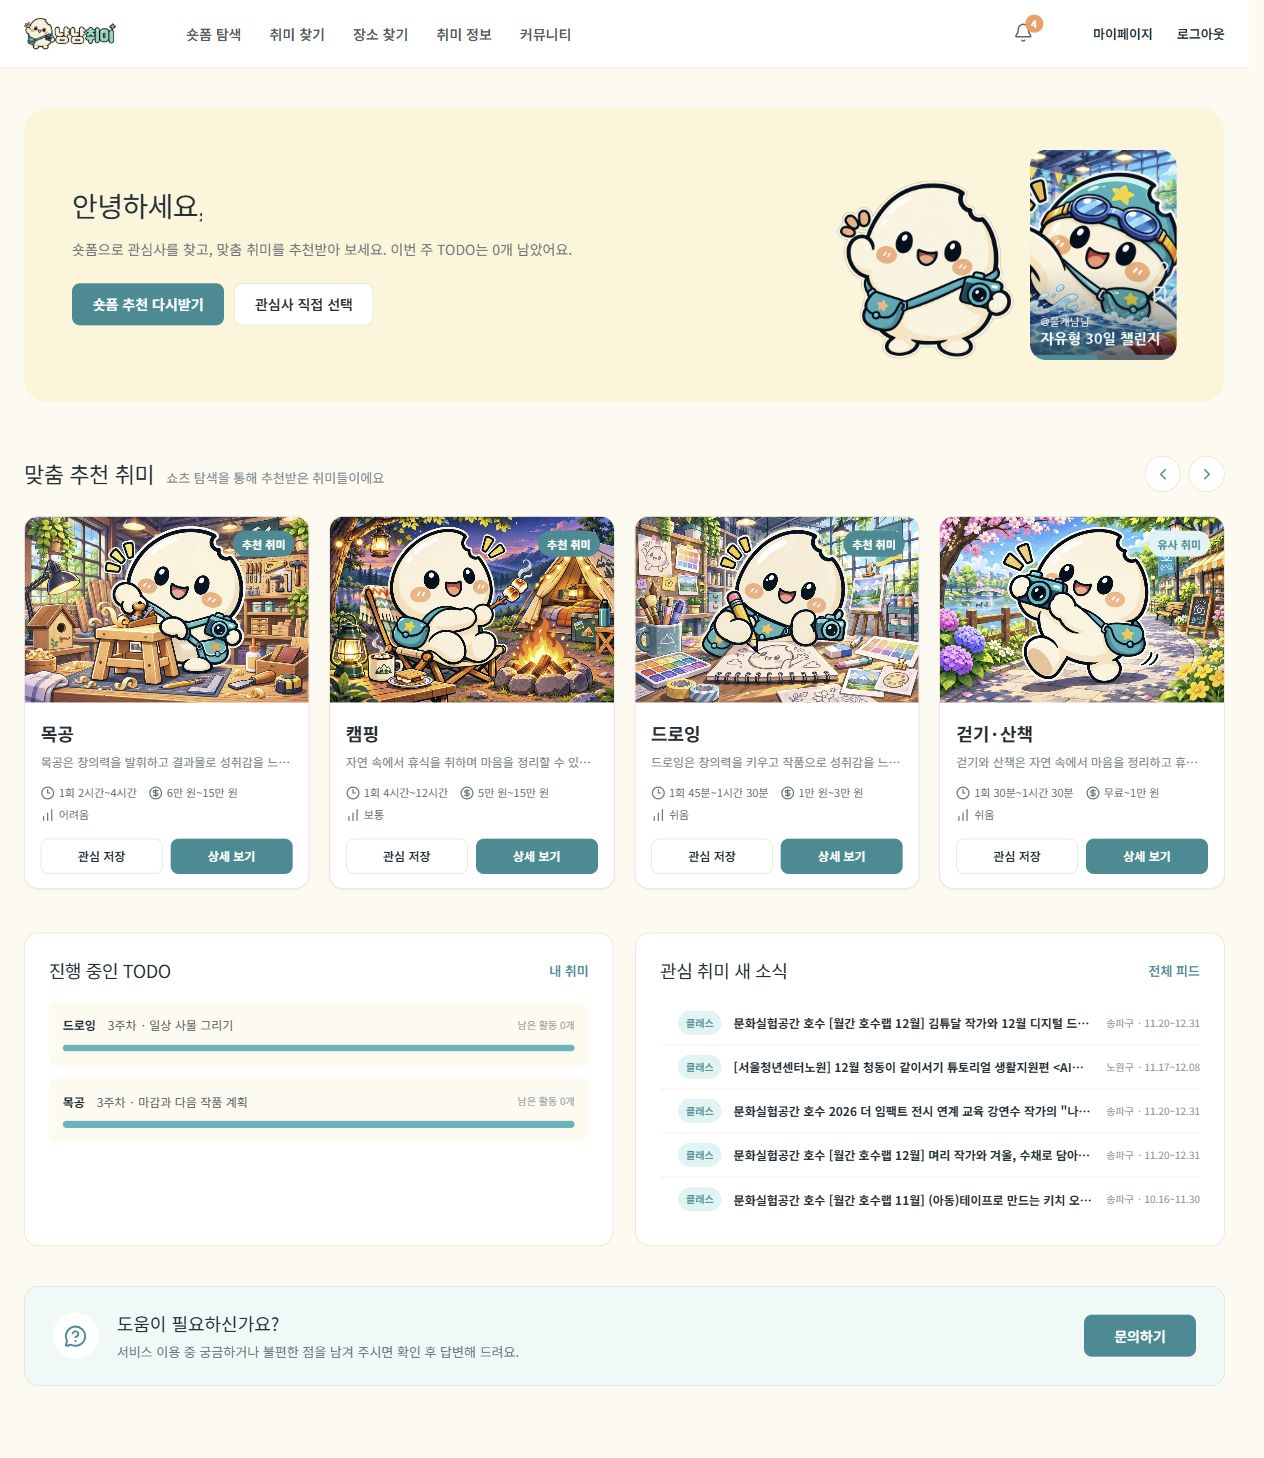 냠냠취미
숏폼 탐색
취미 찾기
장소 찾기
취미 정보
커뮤니티
4
마이페이지
로그아웃
안녕하세요,
숏폼으로 관심사를 찾고, 맞춤 취미를 추천받아 보세요. 이번 주 TODO는 0개 남았어요.
숏폼 추천 다시받기
관심사 직접 선택
@물개냠냠
자유형 30일 챌린지
맞춤 추천 취미
쇼츠 탐색을 통해 추천받은 취미들이에요
추천 취미
목공
목공은 창의력을 발휘하고 결과물로 성취감을 느…
1회 2시간~4시간
6만 원~15만 원
어려움
관심 저장
상세 보기
추천 취미
캠핑
자연 속에서 휴식을 취하며 마음을 정리할 수 있…
1회 4시간~12시간
5만 원~15만 원
보통
관심 저장
상세 보기
추천 취미
드로잉
드로잉은 창의력을 키우고 작품으로 성취감을 느…
1회 45분~1시간 30분
1만 원~3만 원
쉬움
관심 저장
상세 보기
유사 취미
걷기·산책
걷기와 산책은 자연 속에서 마음을 정리하고 휴…
1회 30분~1시간 30분
무료~1만 원
쉬움
관심 저장
상세 보기
진행 중인 TODO
내 취미
드로잉 3주차 · 일상 사물 그리기
남은 활동 0개
목공 3주차 · 마감과 다음 작품 계획
남은 활동 0개
관심 취미 새 소식
전체 피드
클래스 문화실험공간 호수 [월간 호수랩 12월] 김튜달 작가와 12월 디지털 드… 송파구 · 11.20~12.31
클래스 [서울청년센터노원] 12월 청동이 같이서기 튜토리얼 생활지원편 <AI… 노원구 · 11.17~12.08
클래스 문화실험공간 호수 2026 더 임팩트 전시 연계 교육 강연수 작가의 "나… 송파구 · 11.20~12.31
클래스 문화실험공간 호수 [월간 호수랩 12월] 며리 작가와 겨울, 수채로 담아… 송파구 · 11.20~12.31
클래스 문화실험공간 호수 [월간 호수랩 11월] (아동)테이프로 만드는 키치 오… 송파구 · 10.16~11.30
도움이 필요하신가요?
서비스 이용 중 궁금하거나 불편한 점을 남겨 주시면 확인 후 답변해 드려요.
문의하기